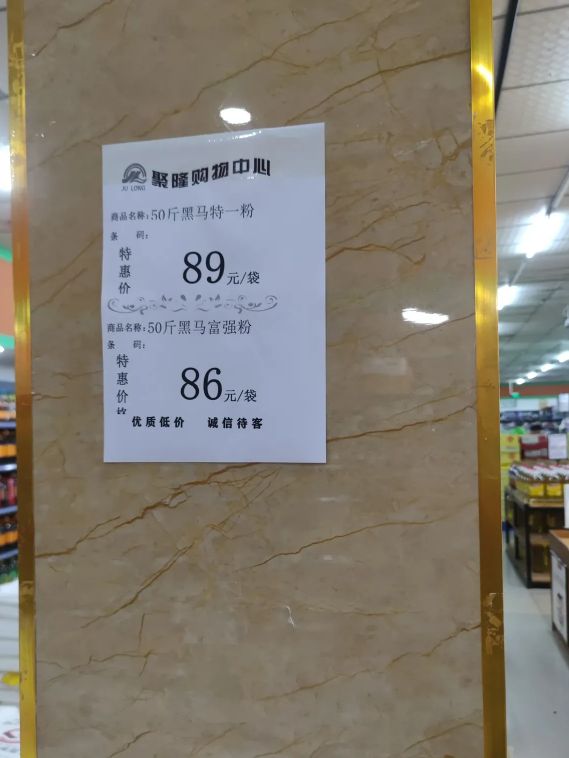 聚隆购物中心
JU LONG
商品名称：50斤黑马特一粉
条 码：
特惠价
89元/袋
商品名称：50斤黑马富强粉
条 码：
特惠价格
86元/袋
优质低价 诚信待客